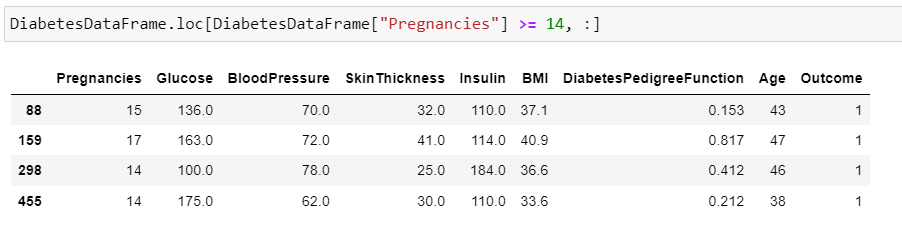 DiabetesDataFrame.loc[DiabetesDataFrame["Pregnancies"] >= 14, :]
Pregnancies Glucose BloodPressure SkinThickness Insulin BMI DiabetesPedigreeFunction Age Outcome
88 15 136.0 70.0 32.0 110.0 37.1 0.153 43 1
159 17 163.0 72.0 41.0 114.0 40.9 0.817 47 1
298 14 100.0 78.0 25.0 184.0 36.6 0.412 46 1
455 14 175.0 62.0 30.0 110.0 33.6 0.212 38 1